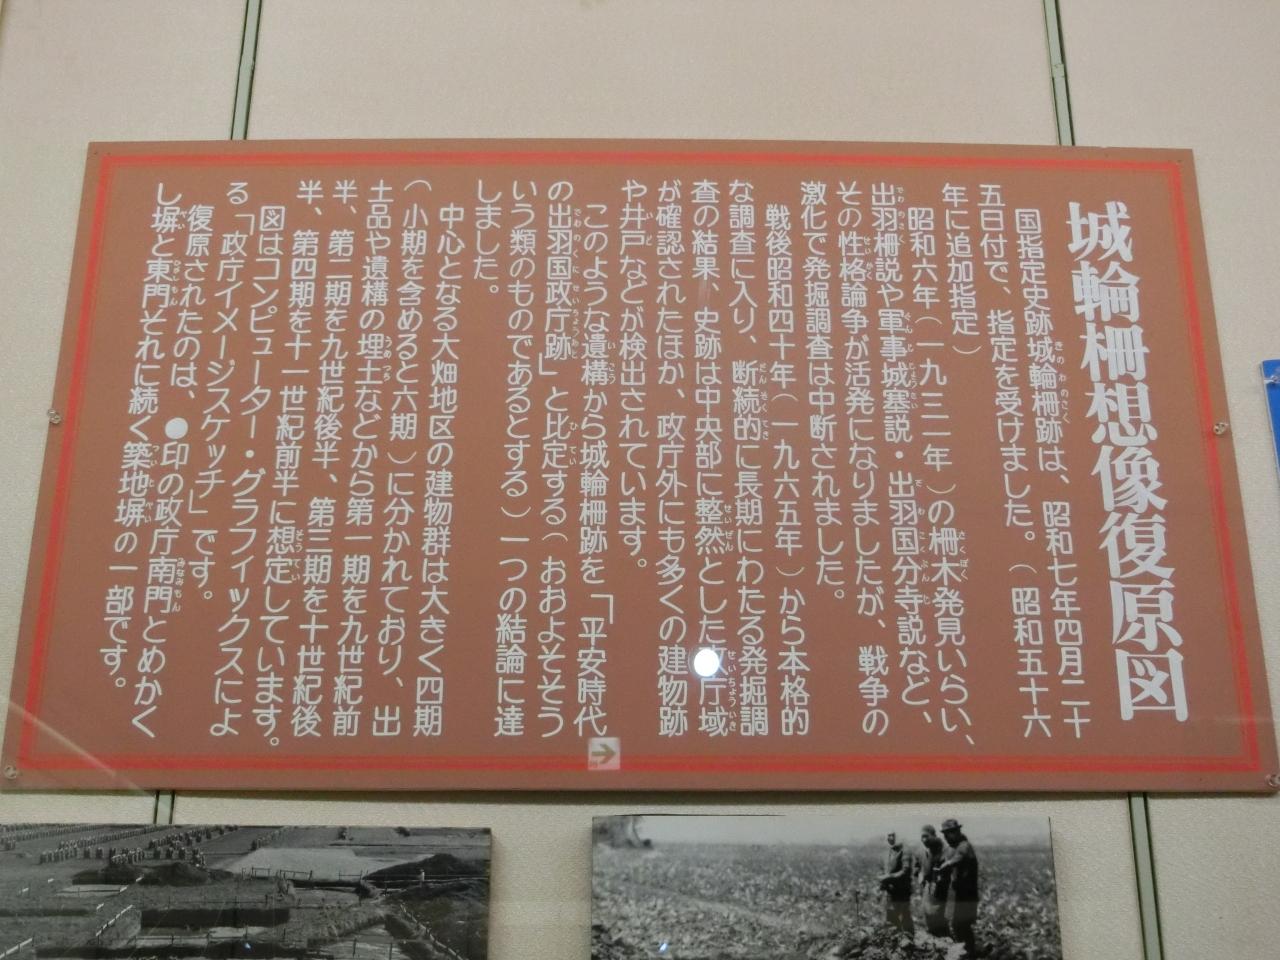 城輪柵想像復原図
国指定史跡城輪柵跡は、昭和七年四月二十
五日付で、指定を受けました。（昭和五十六
年に追加指定）
昭和六年（一九三一年）の柵木発見いらい、
出羽柵説や軍事城塞説・出羽国分寺説など、
その性格論争が活発になりましたが、戦争の
激化で発掘調査は中断されました。
戦後昭和四十年（一九六五年）から本格的
な調査に入り、断続的に長期にわたる発掘調
査の結果、史跡は中央部に整然とした政庁域
が確認されたほか、政庁外にも多くの建物跡
や井戸などが検出されています。
このような遺構から城輪柵跡を「平安時代
の出羽国政庁跡」と比定する（おおよそそう
いう類のものであるとする）一つの結論に達
しました。
中心となる大畑地区の建物群は大きく四期
（小期を含めると六期）に分かれており、出
土品や遺構の埋土などから第一期を九世紀前
半、第二期を九世紀後半、第三期を十世紀後
半、第四期を十一世紀前半に想定しています。
図はコンピューター・グラフィックスによ
る「政庁イメージスケッチ」です。
復原されたのは、●印の政庁南門とめかく
し塀と東門それに続く築地塀の一部です。